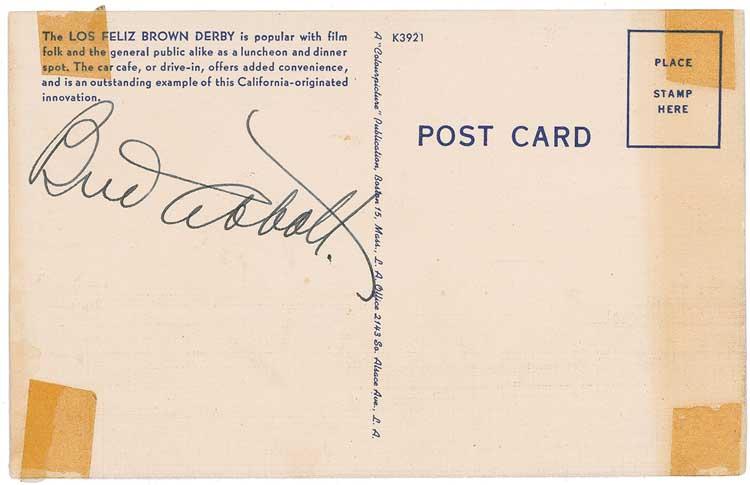 The LOS FELIZ BROWN DERBY is popular with film
folk and the general public alike as a luncheon and dinner
spot. The car cafe, or drive-in, offers added convenience,
and is an outstanding example of this California-originated
innovation.
Bud Abbott.
A "Colourpicture" Publication, Boston 15, Mass., L. A. Office 2143 So. Alsace Ave., L. A.
K3921
POST CARD
PLACE
STAMP
HERE